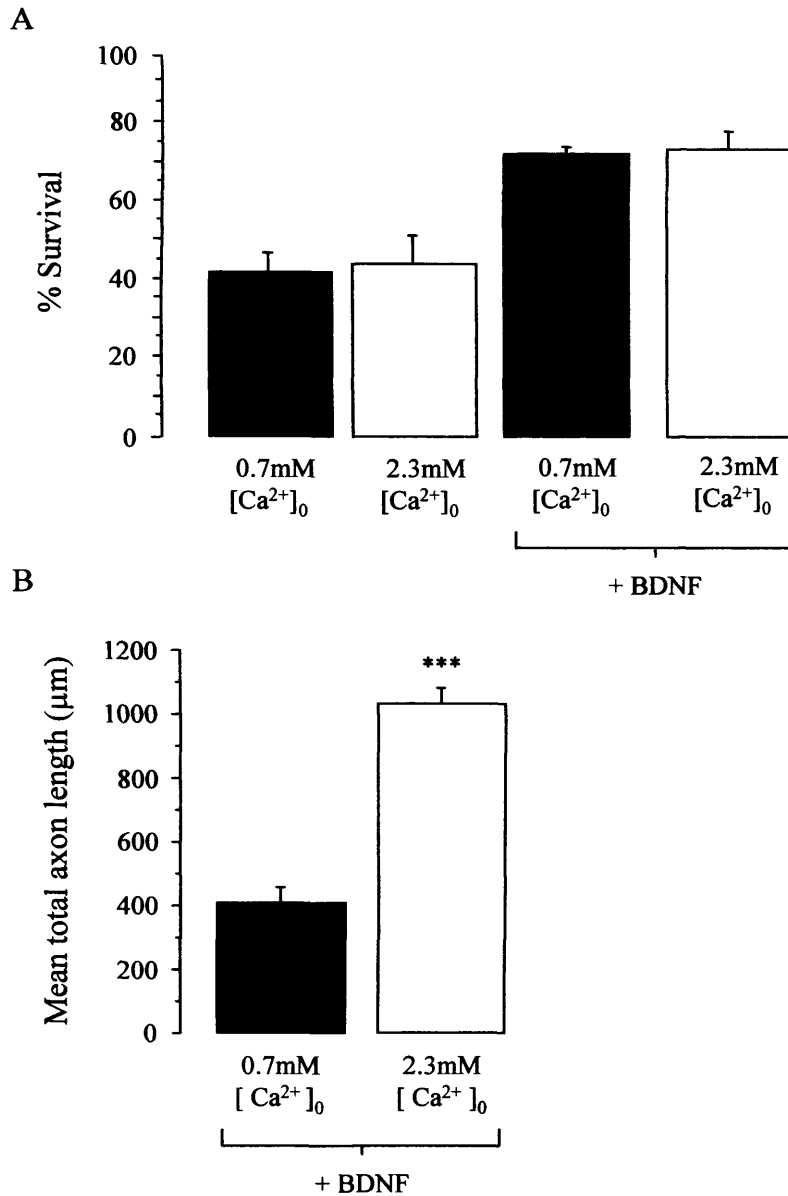 A
% Survival
100
80
60
40
20
0
0.7mM 2.3mM 0.7mM 2.3mM
[Ca²⁺]₀ [Ca²⁺]₀ [Ca²⁺]₀ [Ca²⁺]₀
+ BDNF
B
Mean total axon length (µm)
1200
1000
800
600
400
200
0
***
0.7mM 2.3mM
[ Ca²⁺ ]₀ [ Ca²⁺ ]₀
+ BDNF